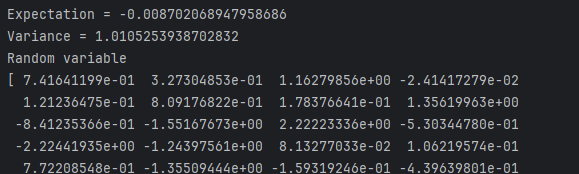 Expectation = -0.008702068947958686
Variance = 1.0105253938702832
Random variable
[ 7.41641199e-01  3.27304853e-01  1.16279856e+00 -2.41417279e-02
  1.21236475e-01  8.09176822e-01  1.78376641e-01  1.35619963e+00
 -8.41235366e-01 -1.55167673e+00  2.22223336e+00 -5.30344780e-01
 -2.22441935e+00 -1.24397561e+00  8.13277033e-02  1.06219574e-01
  7.72208548e-01 -1.35509444e+00 -1.59319246e-01 -4.39639801e-01